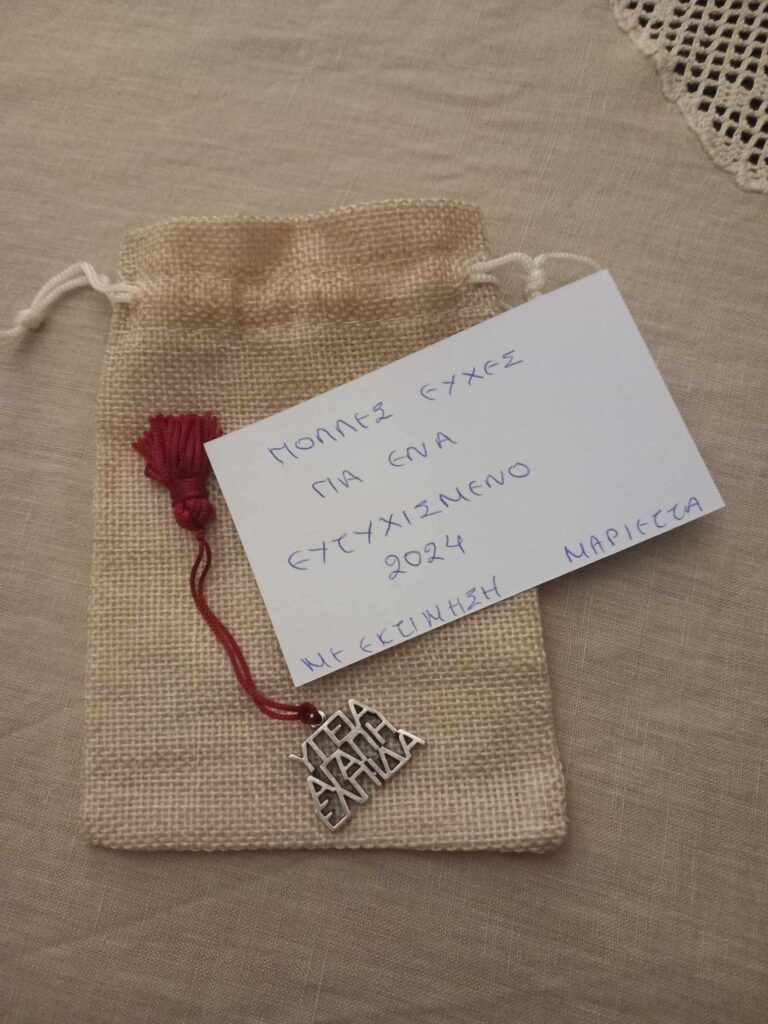 ΠΟΛΛΕΣ ΕΥΧΕΣ
ΓΙΑ ΕΝΑ
ΕΥΤΥΧΙΣΜΕΝΟ
2024
ΜΕ ΕΚΤΙΜΗΣΗ
ΜΑΡΙΕΤΤΑ
ΥΓΕΙΑ
ΑΓΑΠΗ
ΕΛΠΙΔΑ